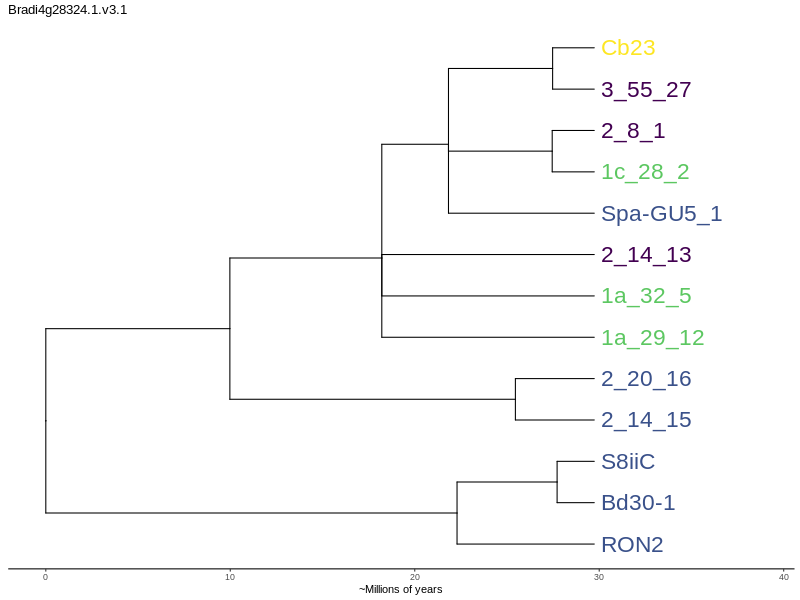 Bradi4g28324.1.v3.1
Cb23
3_55_27
2_8_1
1c_28_2
Spa-GU5_1
2_14_13
1a_32_5
1a_29_12
2_20_16
2_14_15
S8iiC
Bd30-1
RON2
0 10 20 30 40
~Millions of years